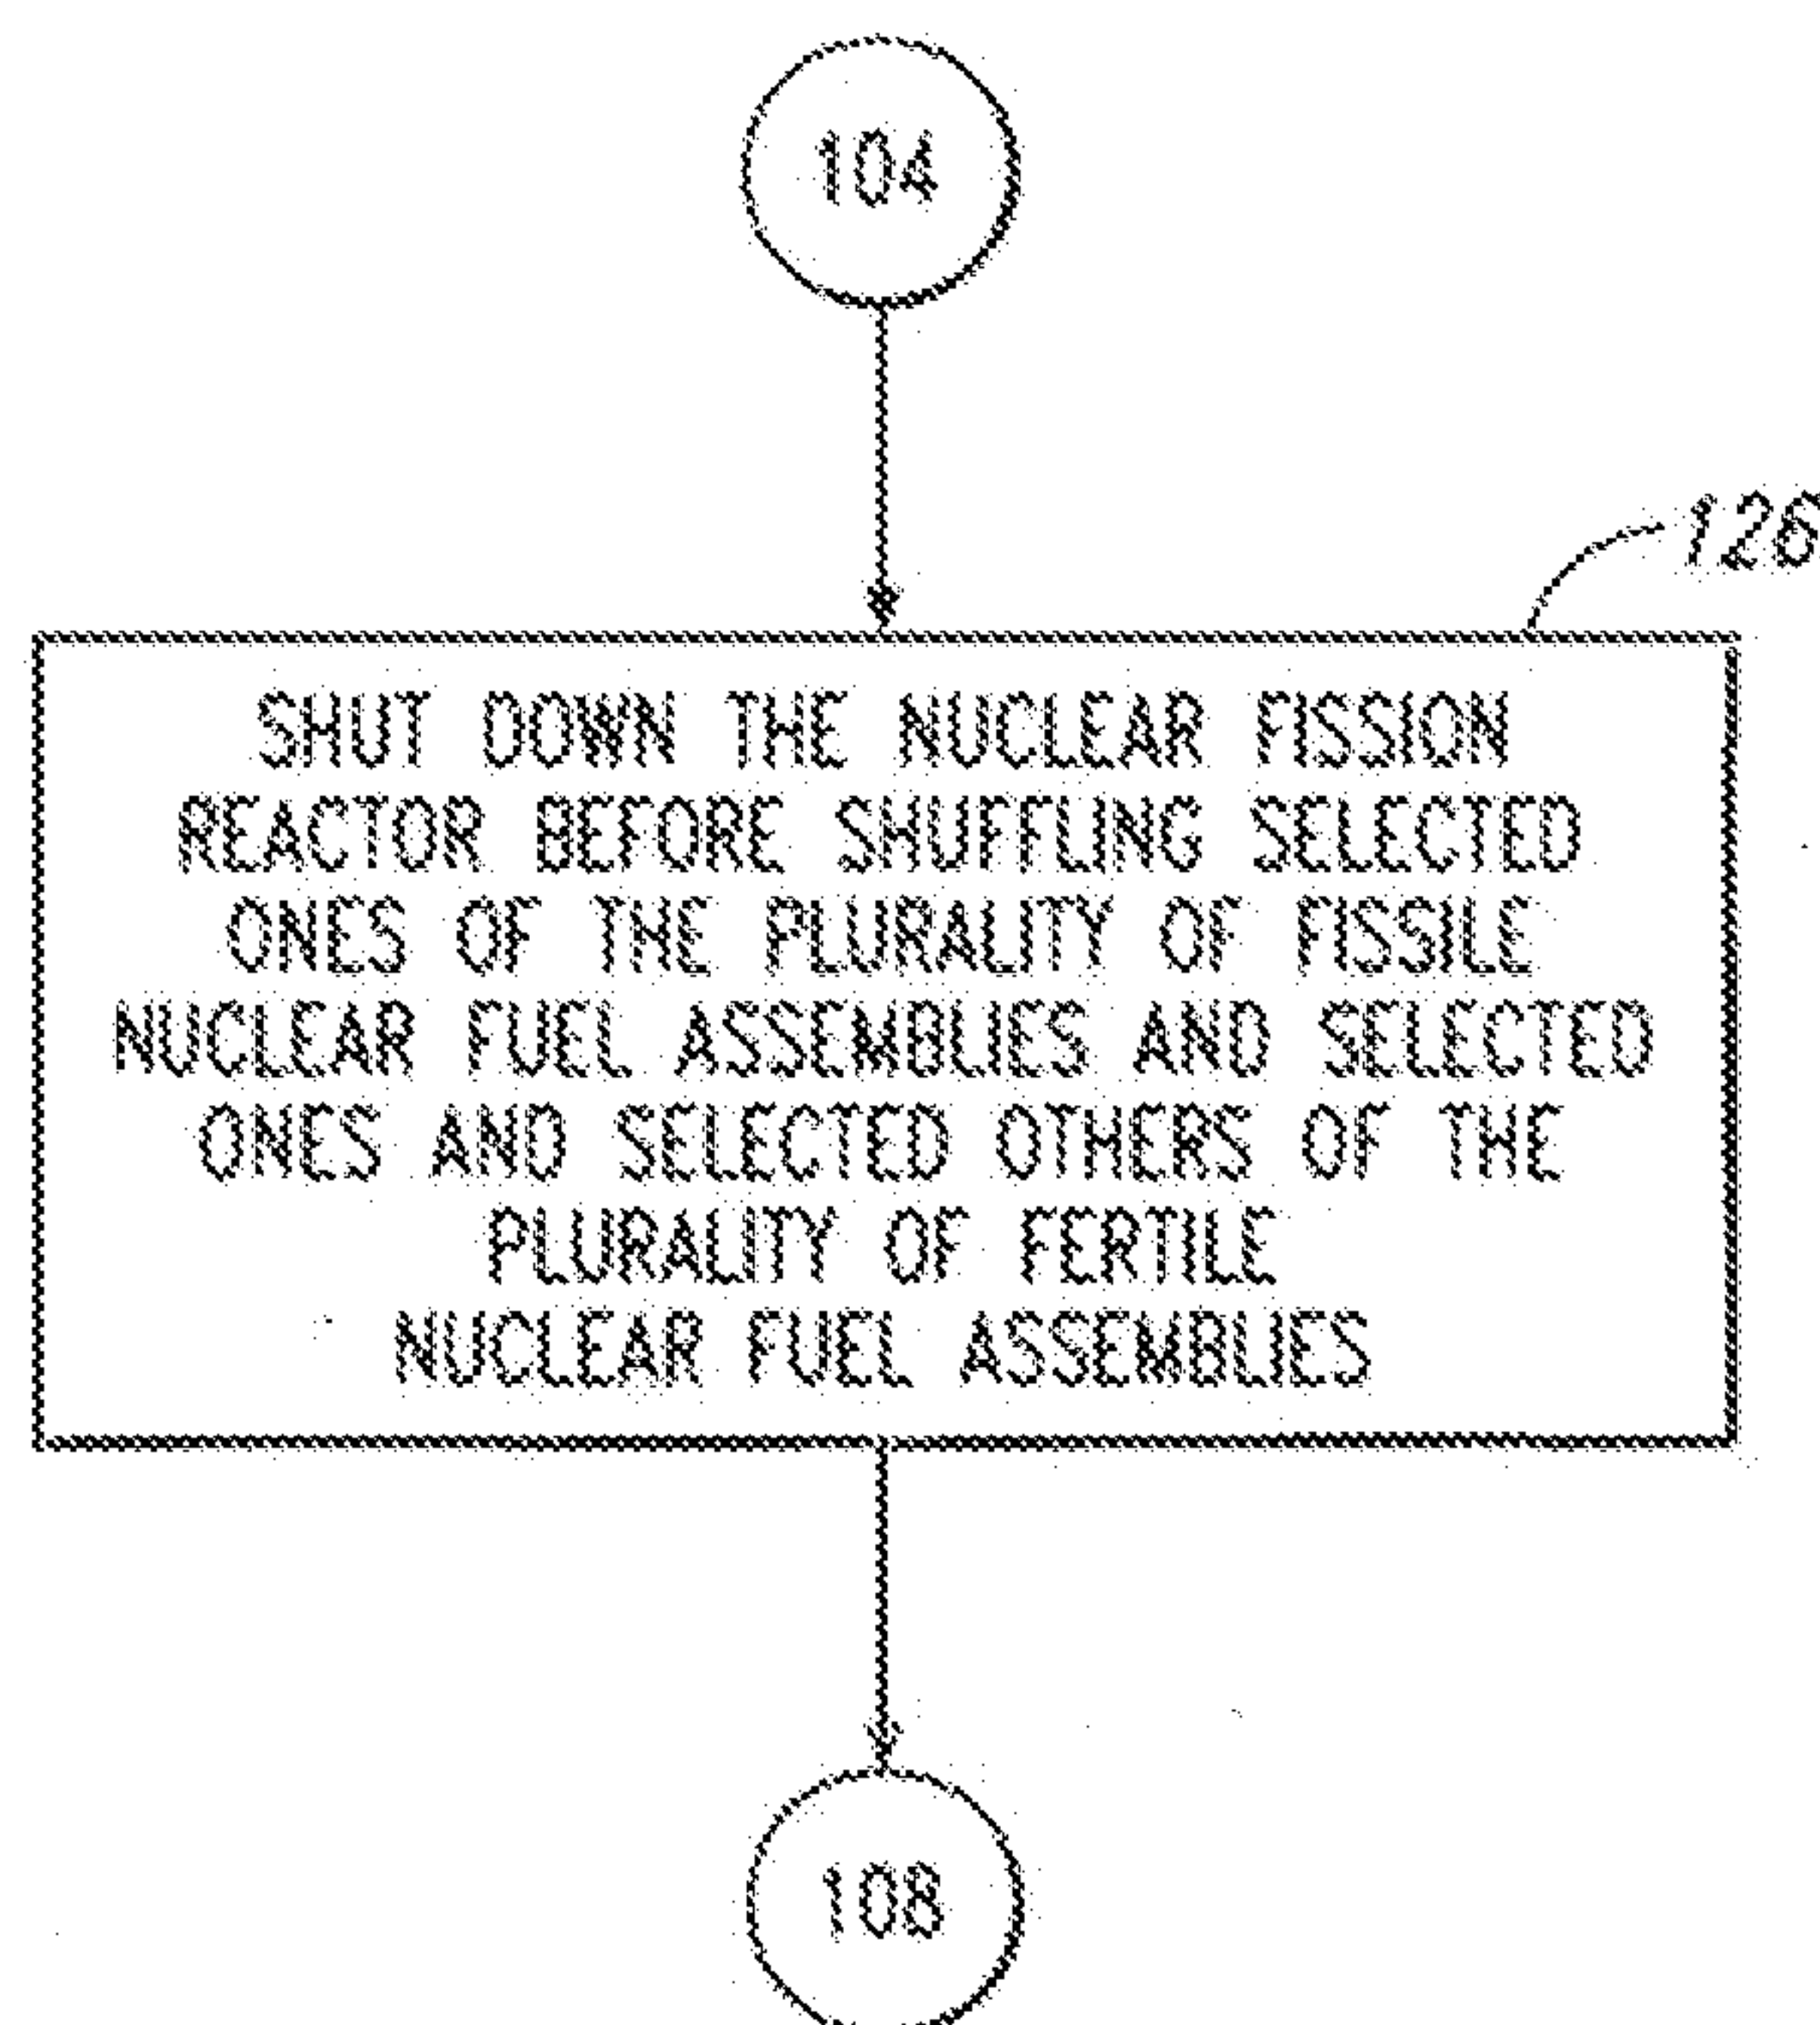 104
126
SHUT DOWN THE NUCLEAR FISSION
REACTOR BEFORE SHUFFLING SELECTED
ONES OF THE PLURALITY OF FISSILE
NUCLEAR FUEL ASSEMBLIES AND SELECTED
ONES AND SELECTED OTHERS OF THE
PLURALITY OF FERTILE
NUCLEAR FUEL ASSEMBLIES
108